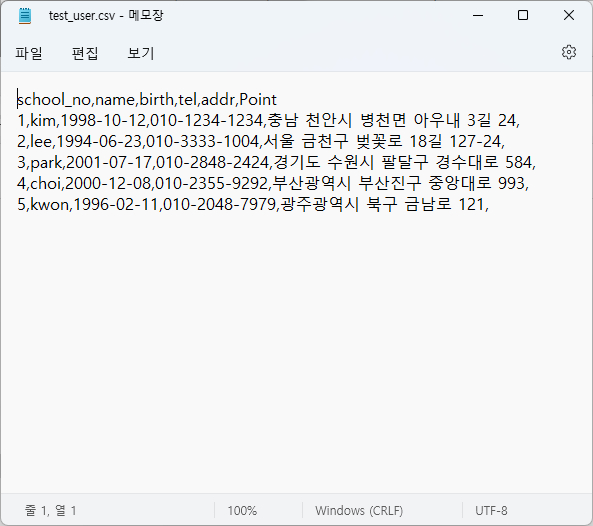 test_user.csv - 메모장
파일 편집 보기
school_no,name,birth,tel,addr,Point
1,kim,1998-10-12,010-1234-1234,충남 천안시 병천면 아우내 3길 24,
2,lee,1994-06-23,010-3333-1004,서울 금천구 벚꽃로 18길 127-24,
3,park,2001-07-17,010-2848-2424,경기도 수원시 팔달구 경수대로 584,
4,choi,2000-12-08,010-2355-9292,부산광역시 부산진구 중앙대로 993,
5,kwon,1996-02-11,010-2048-7979,광주광역시 북구 금남로 121,
줄 1, 열 1 100% Windows (CRLF) UTF-8